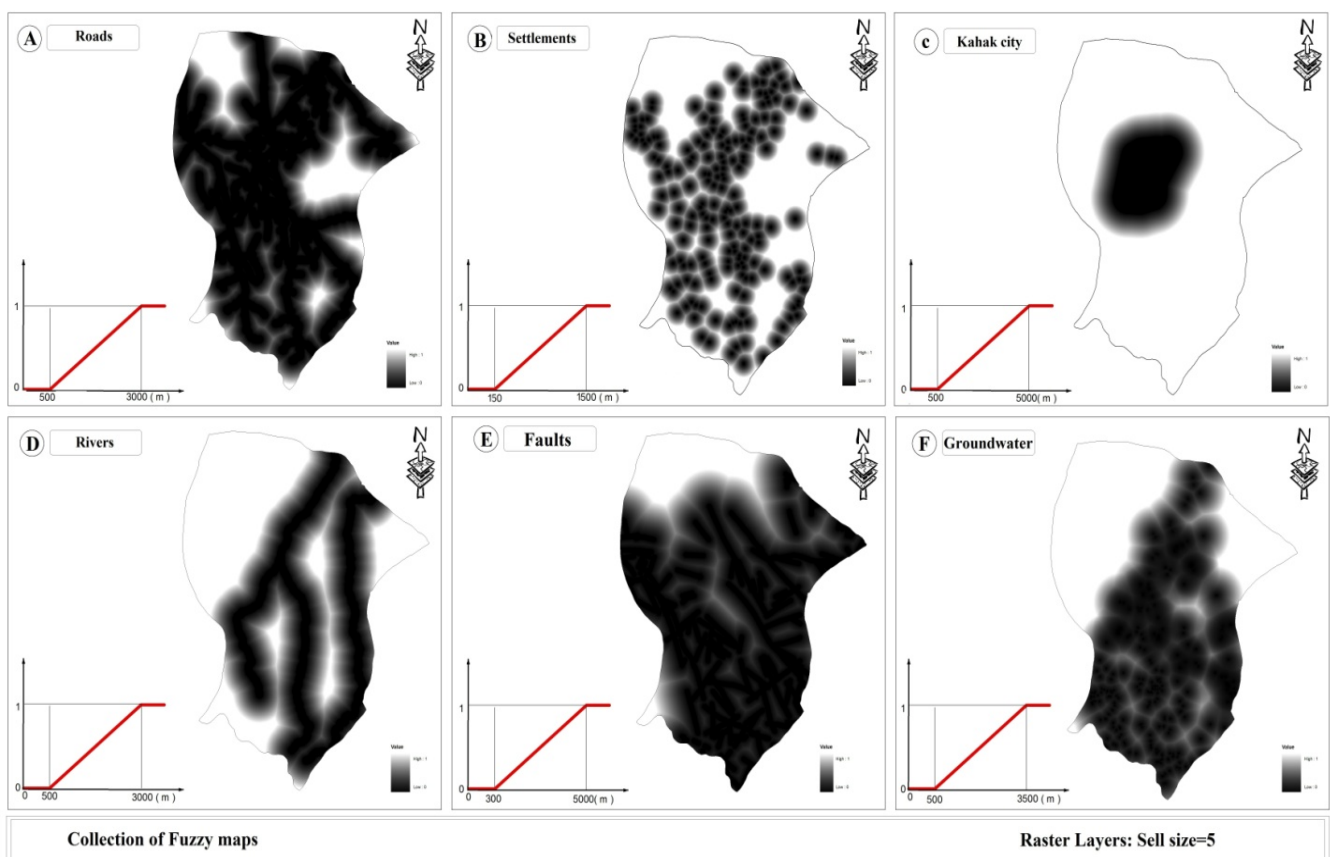 A Roads
N
1
0
500 3000 ( m )
Value
High : 1
Low : 0
B Settlements
N
1
0
150 1500 ( m )
Value
High : 1
Low : 0
c Kahak city
N
1
0
500 5000 ( m )
Value
High : 1
Low : 0
D Rivers
N
1
0
0 500 3000 ( m )
Value
High : 1
Low : 0
E Faults
N
1
0
0 300 5000 ( m )
Value
High : 1
Low : 0
F Groundwater
N
1
0
0 500 3500 ( m )
Value
High : 1
Low : 0
Collection of Fuzzy maps
Raster Layers: Sell size=5